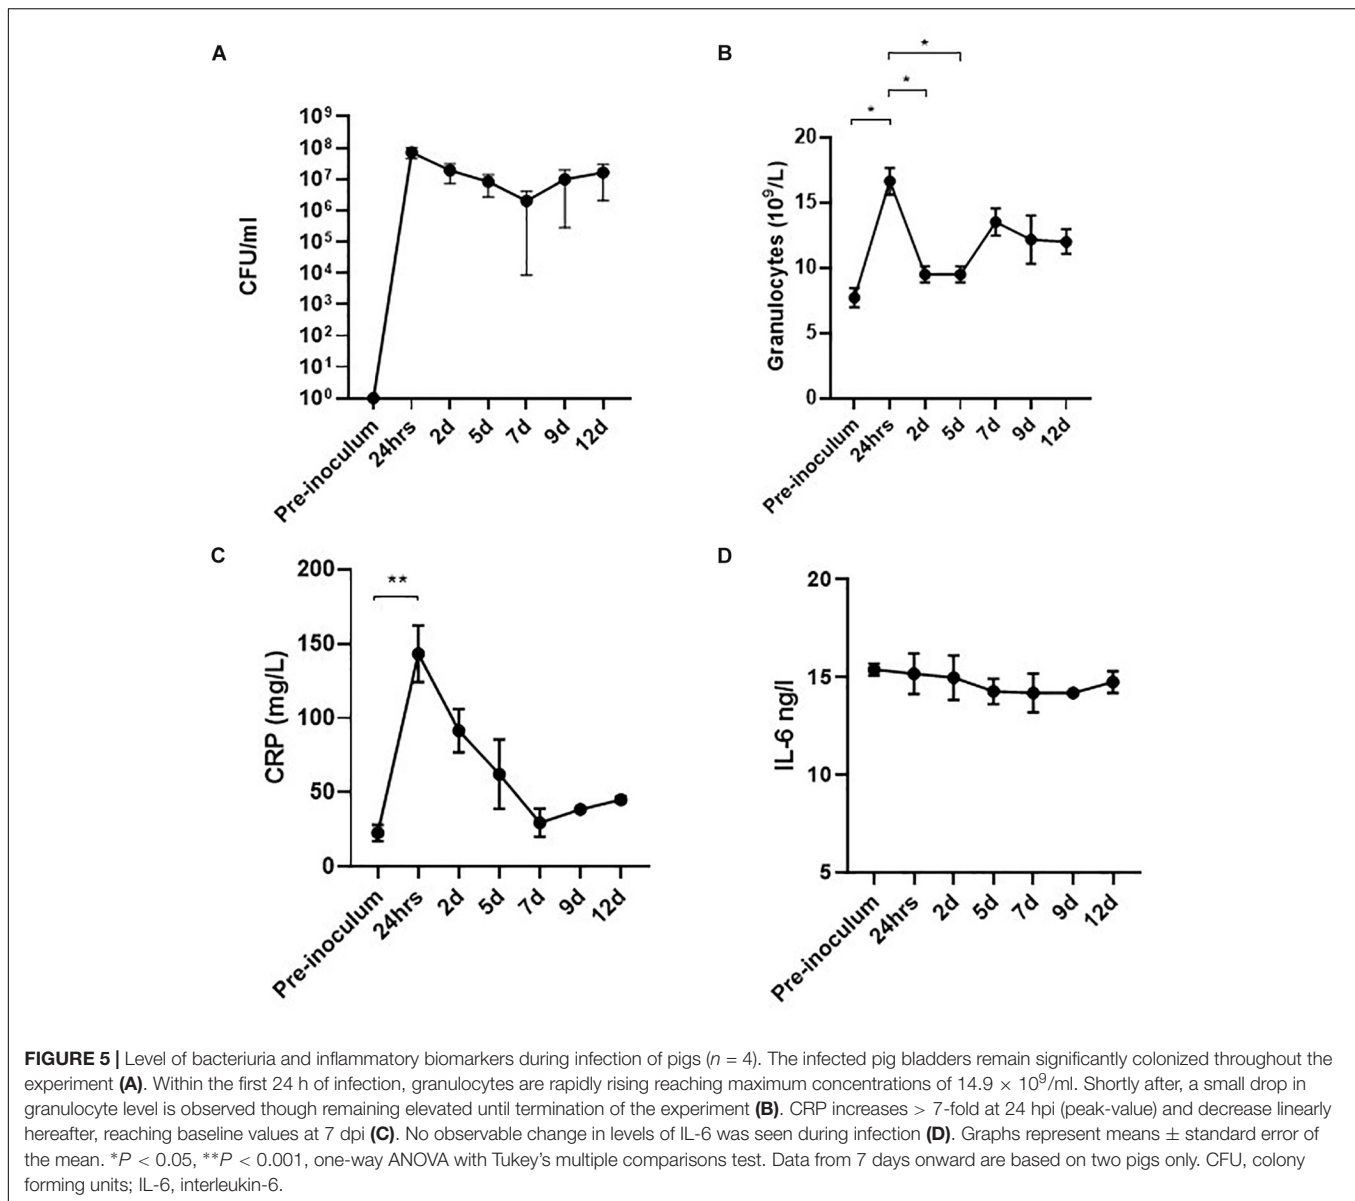 A
10⁹
10⁸
10⁷
10⁶
10⁵
10⁴
10³
10²
10¹
10⁰
CFU/ml
Pre-inoculum
24hrs
2d
5d
7d
9d
12d
B
*
*
*
20
15
10
5
0
Granulocytes (10⁹/L)
Pre-inoculum
24hrs
2d
5d
7d
9d
12d
C
**
200
150
100
50
0
CRP (mg/L)
Pre-inoculum
24hrs
2d
5d
7d
9d
12d
D
20
15
10
5
IL-6 ng/l
Pre-inoculum
24hrs
2d
5d
7d
9d
12d
FIGURE 5 | Level of bacteriuria and inflammatory biomarkers during infection of pigs (n = 4). The infected pig bladders remain significantly colonized throughout the
experiment (A). Within the first 24 h of infection, granulocytes are rapidly rising reaching maximum concentrations of 14.9 × 10⁹/ml. Shortly after, a small drop in
granulocyte level is observed though remaining elevated until termination of the experiment (B). CRP increases > 7-fold at 24 hpi (peak-value) and decrease linearly
hereafter, reaching baseline values at 7 dpi (C). No observable change in levels of IL-6 was seen during infection (D). Graphs represent means ± standard error of
the mean. *P < 0.05, **P < 0.001, one-way ANOVA with Tukey's multiple comparisons test. Data from 7 days onward are based on two pigs only. CFU, colony
forming units; IL-6, interleukin-6.